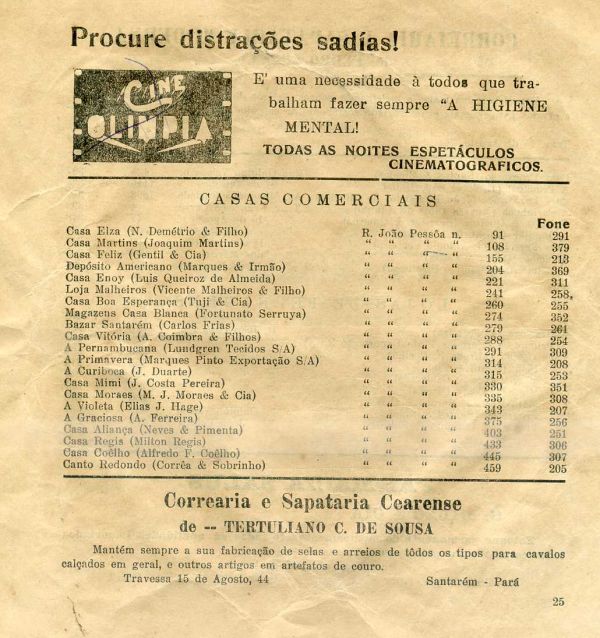 Procure distrações sadías!
CINE
OLIMPIA
E' uma necessidade à todos que tra-
balham fazer sempre "A HIGIENE
MENTAL!
TODAS AS NOITES ESPETÁCULOS
CINEMATOGRAFICOS.
CASAS COMERCIAIS
Fone
Casa Elza (N. Demétrio & Filho) R. João Pessôa n. 91 291
Casa Martins (Joaquim Martins) " " " " 108 379
Casa Feliz (Gentil & Cia) " " " " 155 213
Depósito Americano (Marques & Irmão) " " " " 204 369
Casa Enoy (Luis Queiroz de Almeida) " " " " 221 311
Loja Malheiros (Vicente Malheiros & Filho) " " " " 241 258,
Casa Boa Esperança (Tuji & Cia) " " " " 260 255
Magazens Casa Blanca (Fortunato Serruya) " " " " 274 352
Bazar Santarém (Carlos Frias) " " " " 279 261
Casa Vitória (A. Coimbra & Filhos) " " " " 288 254
A Pernambucana (Lundgren Tecidos S/A) " " " " 291 309
A Primavera (Marques Pinto Exportação S/A) " " " " 314 208
A Curiboca (J. Duarte) " " " " 315 253
Casa Mimi (J. Costa Pereira) " " " " 330 351
Casa Moraes (M. J. Moraes & Cia) " " " " 335 308
A Violeta (Elias J. Hage) " " " " 343 207
A Graciosa (A. Ferreira) " " " " 375 256
Casa Aliança (Neves & Pimenta) " " " " 403 251
Casa Regis (Milton Regis) " " " " 433 306
Casa Coêlho (Alfredo F. Coêlho) " " " " 445 307
Canto Redondo (Corrêa & Sobrinho) " " " " 459 205
Correaria e Sapataria Cearense
de -- TERTULIANO C. DE SOUSA
Mantém sempre a sua fabricação de selas e arreios de tôdos os tipos para cavalos
calçados em geral, e outros artigos em artefatos de couro.
Travessa 15 de Agosto, 44 Santarém - Pará
25